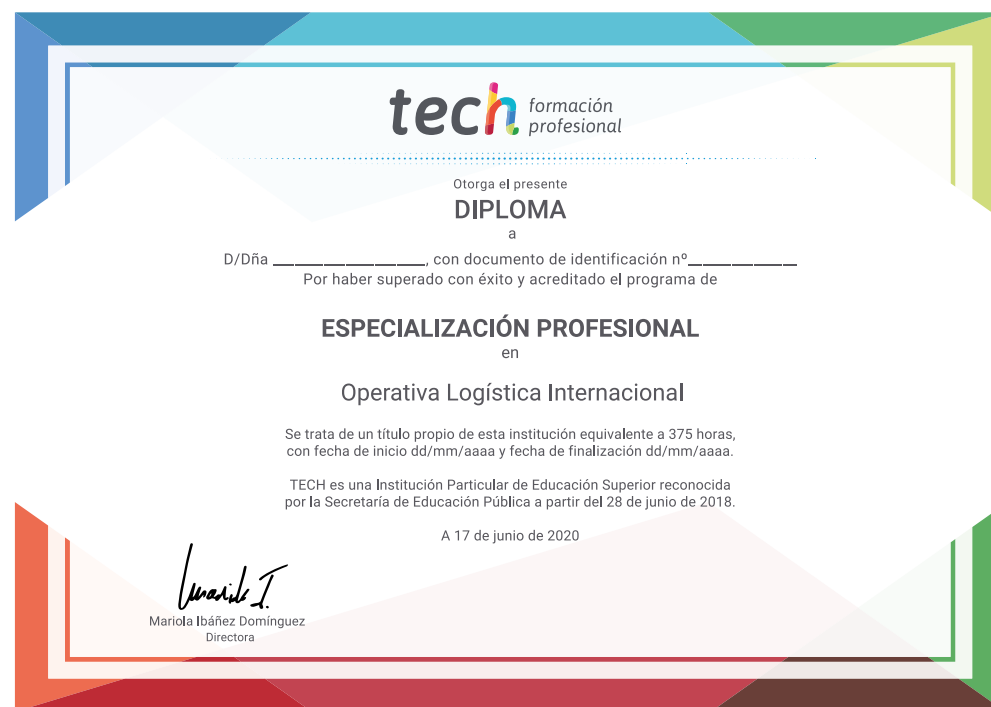 tech formación
profesional
Otorga el presente
DIPLOMA
a
D/Dña ____________________, con documento de identificación nº_______________
Por haber superado con éxito y acreditado el programa de
ESPECIALIZACIÓN PROFESIONAL
en
Operativa Logística Internacional
Se trata de un título propio de esta institución equivalente a 375 horas,
con fecha de inicio dd/mm/aaaa y fecha de finalización dd/mm/aaaa.
TECH es una Institución Particular de Educación Superior reconocida
por la Secretaría de Educación Pública a partir del 28 de junio de 2018.
A 17 de junio de 2020
Mariola Ibáñez Domínguez
Directora